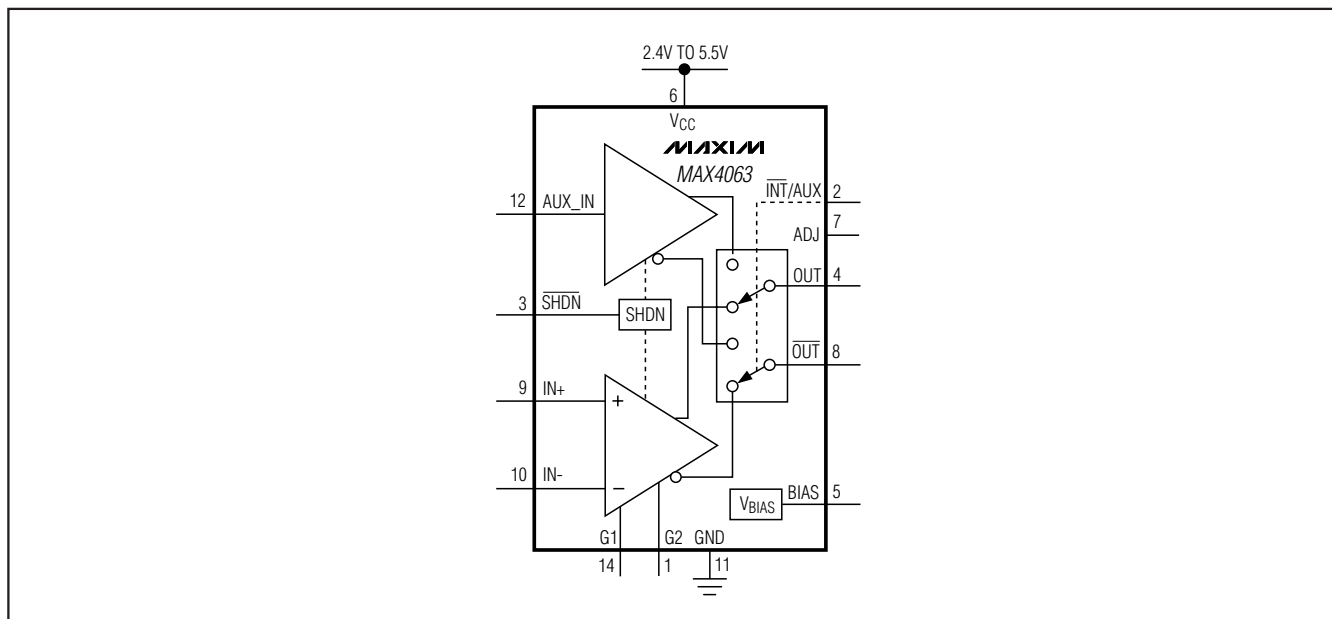 2.4V TO 5.5V
6
VCC
MAXIM
MAX4063
12 AUX_IN
INT/AUX 2
7
ADJ
OUT 4
3 SHDN
SHDN
OUT 8
9 IN+
+
10 IN-
−
VBIAS
BIAS 5
G1 G2 GND
14 1 11